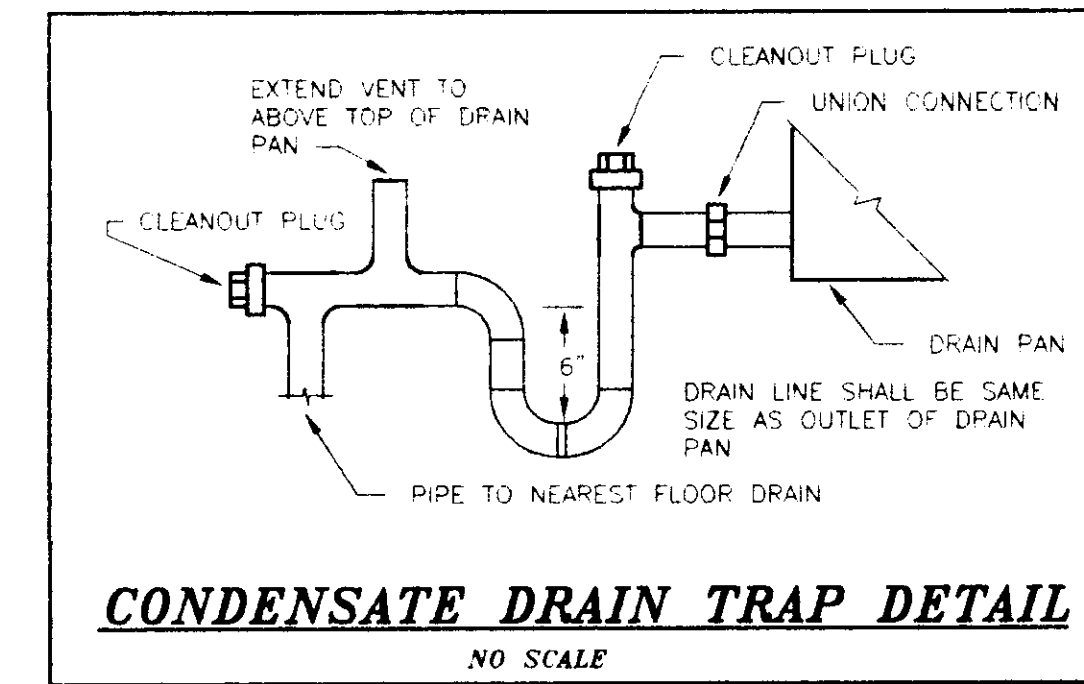 CLEANOUT PLUG
EXTEND VENT TO
ABOVE TOP OF DRAIN
PAN
UNION CONNECTION
CLEANOUT PLUG
6"
DRAIN PAN
DRAIN LINE SHALL BE SAME
SIZE AS OUTLET OF DRAIN
PAN
PIPE TO NEAREST FLOOR DRAIN
CONDENSATE DRAIN TRAP DETAIL
NO SCALE